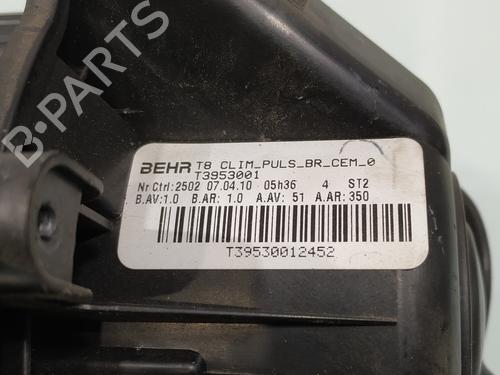 B-PARTS
BEHR T8 CLIM_PULS_BR_CEM_0
T3953001
Nr Ctrl:2502 07.04.10 05h36 4 ST2
B.AV:1.0 B.AR: 1.0 A.AV: 51 A.AR:350
T39530012452